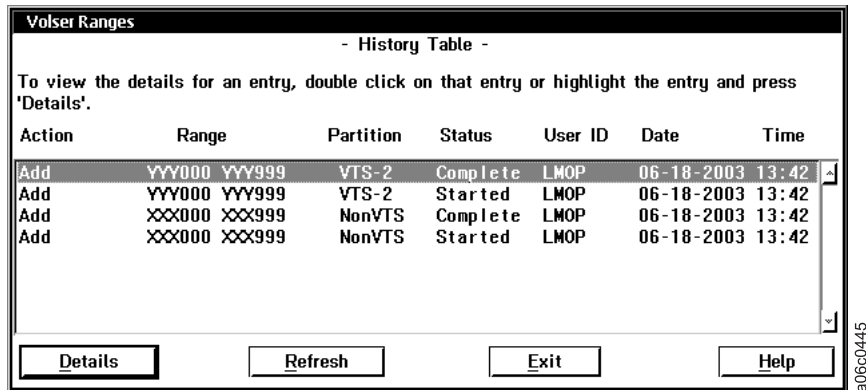 Volser Ranges
- History Table -
To view the details for an entry, double click on that entry or highlight the entry and press
'Details'.
Action Range Partition Status User ID Date Time
Add YYY000 YYY999 VTS-2 Complete LMOP 06-18-2003 13:42
Add YYY000 YYY999 VTS-2 Started LMOP 06-18-2003 13:42
Add XXX000 XXX999 NonVTS Complete LMOP 06-18-2003 13:42
Add XXX000 XXX999 NonVTS Started LMOP 06-18-2003 13:42
Details Refresh Exit Help
a06c0445